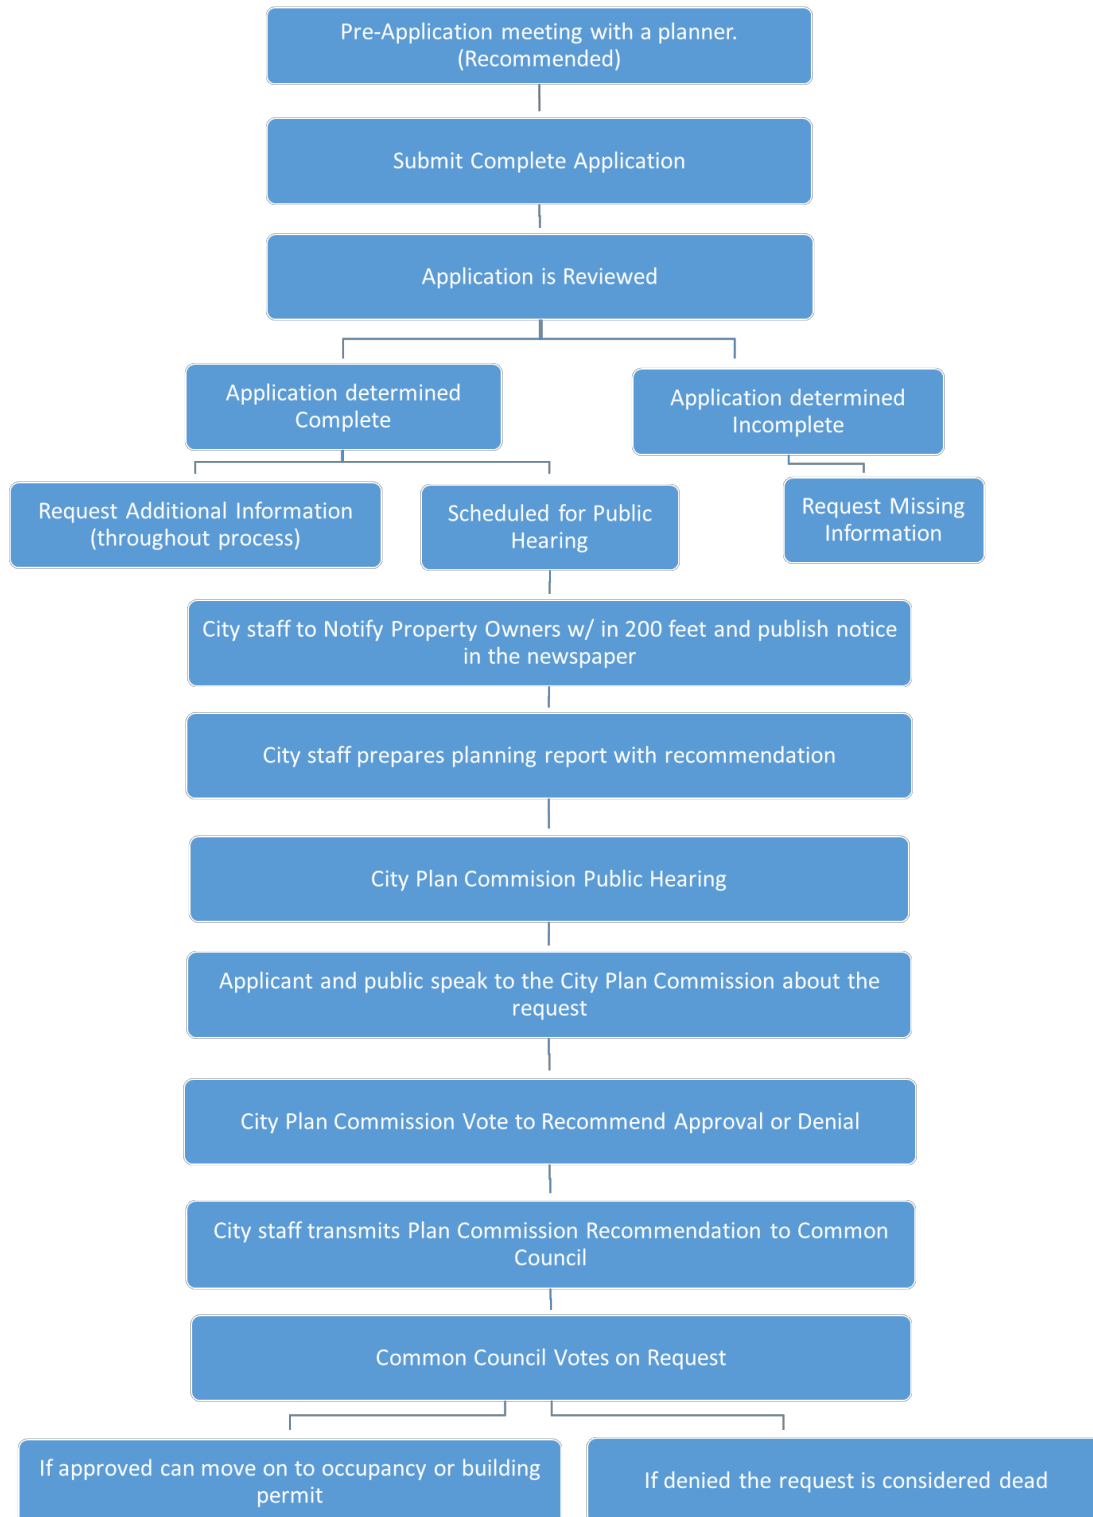 Pre-Application meeting with a planner.
(Recommended)
Submit Complete Application
Application is Reviewed
Application determined
Complete
Application determined
Incomplete
Request Additional Information
(throughout process)
Scheduled for Public
Hearing
Request Missing
Information
City staff to Notify Property Owners w/ in 200 feet and publish notice
in the newspaper
City staff prepares planning report with recommendation
City Plan Commision Public Hearing
Applicant and public speak to the City Plan Commission about the
request
City Plan Commission Vote to Recommend Approval or Denial
City staff transmits Plan Commission Recommendation to Common
Council
Common Council Votes on Request
If approved can move on to occupancy or building
permit
If denied the request is considered dead